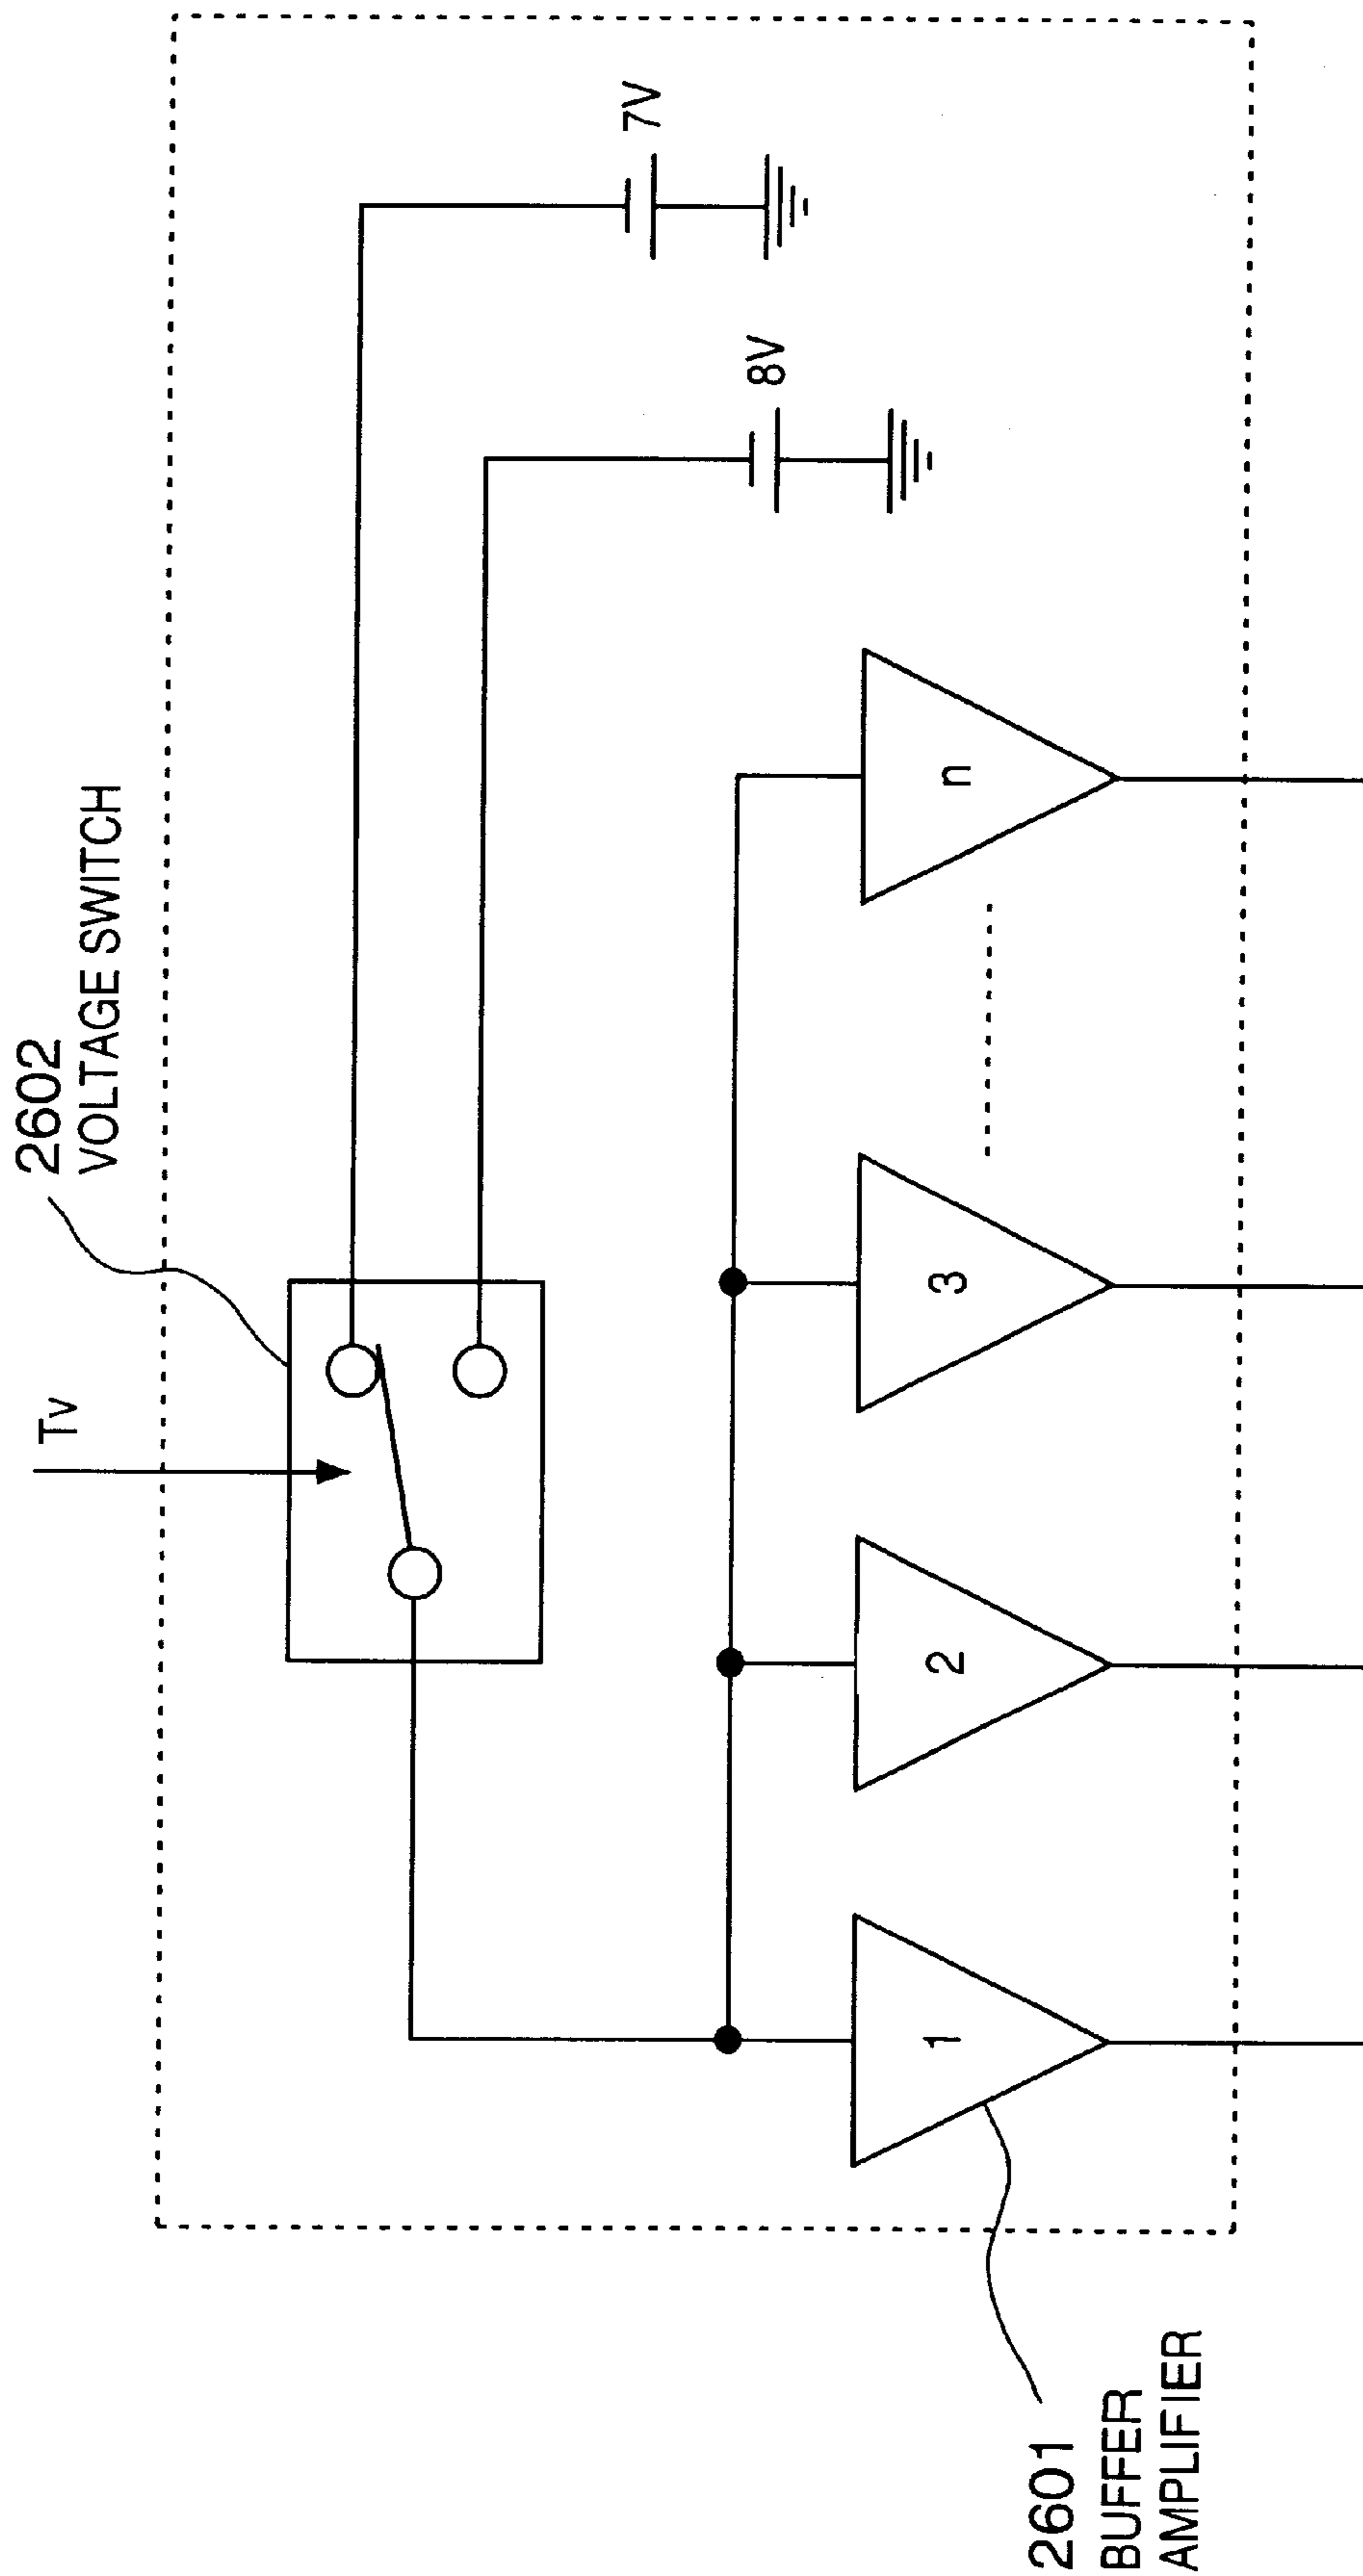 Tv
2602
VOLTAGE SWITCH
7V
8V
1
2
3
n
2601
BUFFER
AMPLIFIER